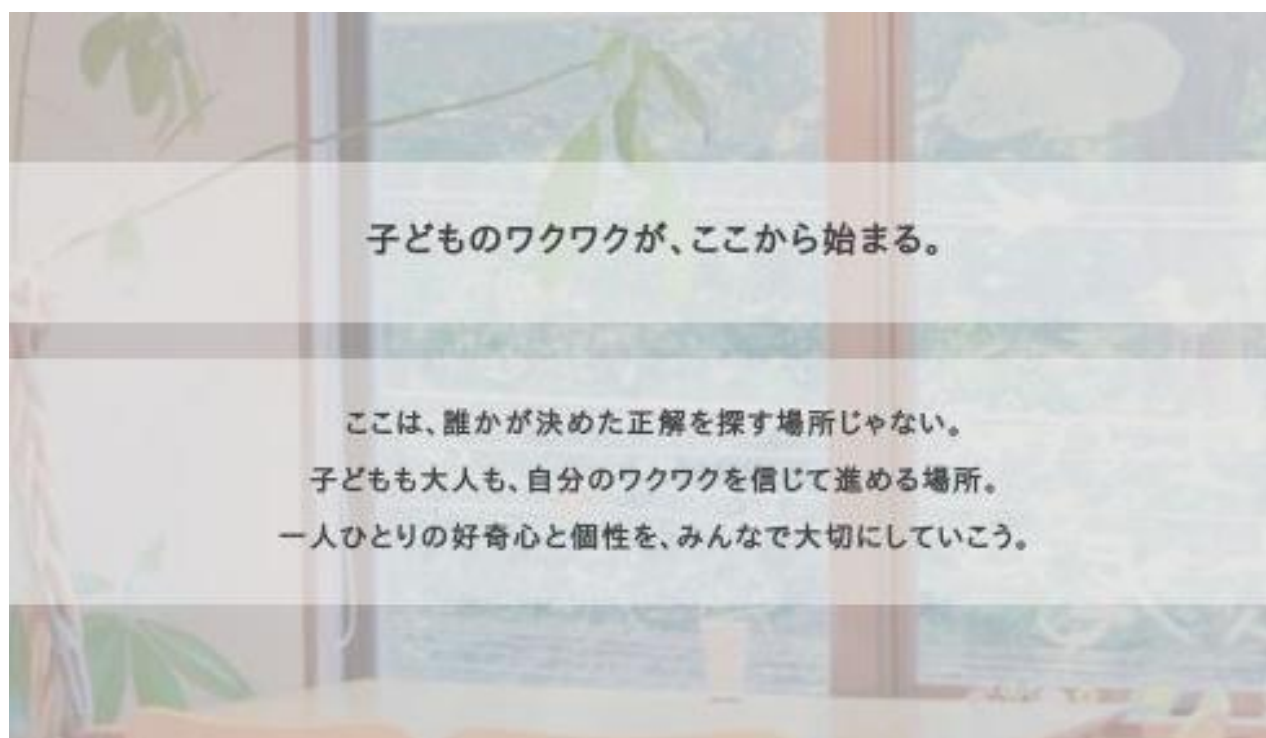 子どものワクワクが、ここから始まる。
ここは、誰かが決めた正解を探す場所じゃない。
子どもも大人も、自分のワクワクを信じて進める場所。
一人ひとりの好奇心と個性を、みんなで大切にしていこう。